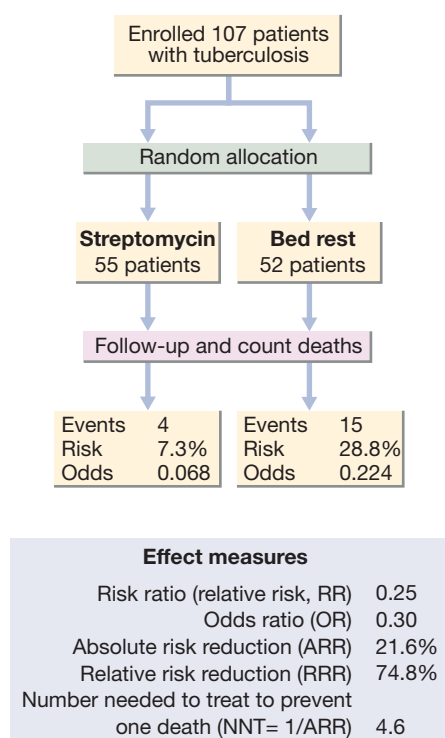 Enrolled 107 patients
with tuberculosis
Random allocation
Streptomycin
55 patients
Bed rest
52 patients
Follow-up and count deaths
Events 4
Risk 7.3%
Odds 0.068
Events 15
Risk 28.8%
Odds 0.224
Effect measures
Risk ratio (relative risk, RR) 0.25
Odds ratio (OR) 0.30
Absolute risk reduction (ARR) 21.6%
Relative risk reduction (RRR) 74.8%
Number needed to treat to prevent
one death (NNT= 1/ARR) 4.6